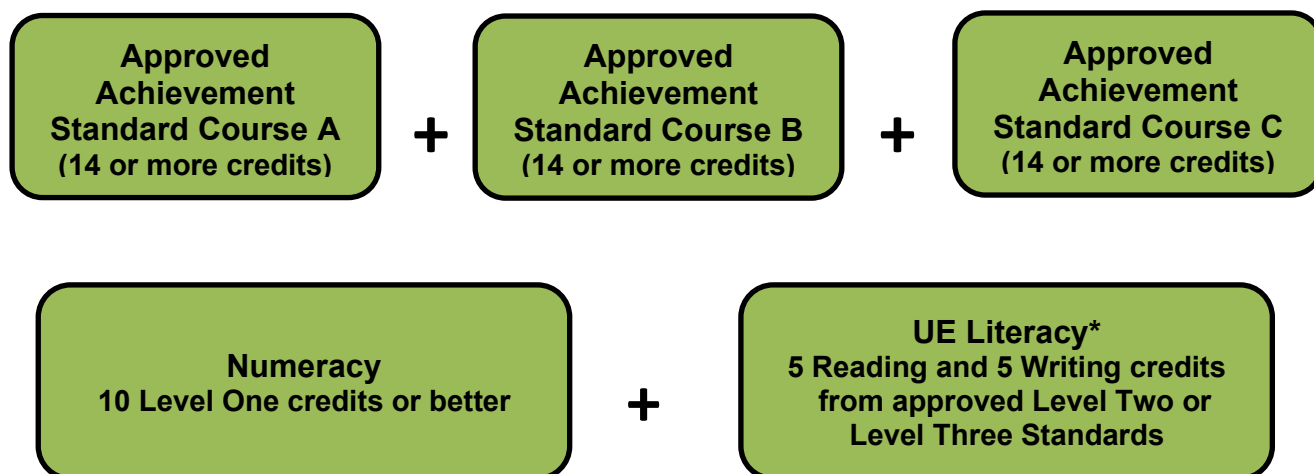 Approved
Achievement
Standard Course A
(14 or more credits)
+
Approved
Achievement
Standard Course B
(14 or more credits)
+
Approved
Achievement
Standard Course C
(14 or more credits)
Numeracy
10 Level One credits or better
+
UE Literacy*
5 Reading and 5 Writing credits
from approved Level Two or
Level Three Standards